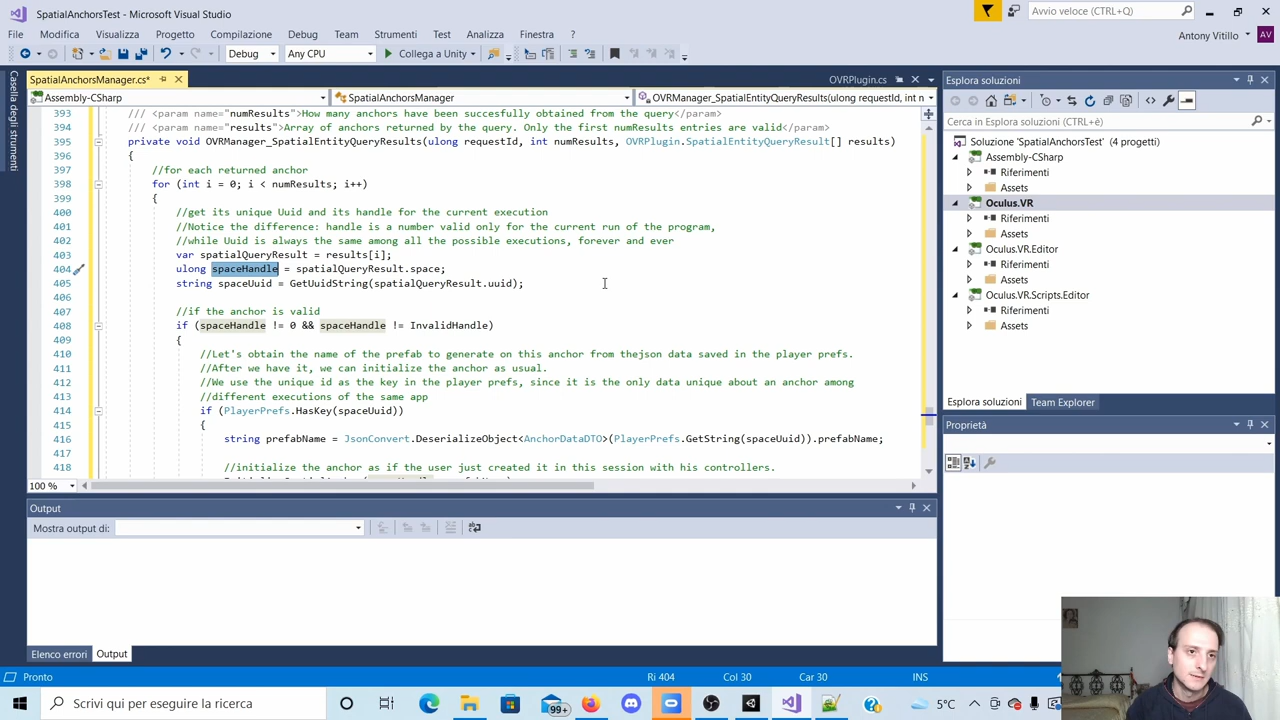 SpatialAnchorsTest - Microsoft Visual Studio
Avvio veloce (CTRL+Q)
File Modifica Visualizza Progetto Compilazione Debug Team Strumenti Test Analizza Finestra ?
Antony Vitillo AV
Debug Any CPU Collega a Unity
Casella degli strumenti
SpatialAnchorsManager.cs* OVRPlugin.cs
Assembly-CSharp SpatialAnchorsManager OVRManager_SpatialEntityQueryResults(ulong requestId, int n
393 /// <param name="numResults">How many anchors have been succesfully obtained from the query</param>
394 /// <param name="results">Array of anchors returned by the query. Only the first numResults entries are valid</param>
395 private void OVRManager_SpatialEntityQueryResults(ulong requestId, int numResults, OVRPlugin.SpatialEntityQueryResult[] results)
396 {
397 //for each returned anchor
398 for (int i = 0; i < numResults; i++)
399 {
400 //get its unique Uuid and its handle for the current execution
401 //Notice the difference: handle is a number valid only for the current run of the program,
402 //while Uuid is always the same among all the possible executions, forever and ever
403 var spatialQueryResult = results[i];
404 ulong spaceHandle = spatialQueryResult.space;
405 string spaceUuid = GetUuidString(spatialQueryResult.uuid);
406
407 //if the anchor is valid
408 if (spaceHandle != 0 && spaceHandle != InvalidHandle)
409 {
410 //Let's obtain the name of the prefab to generate on this anchor from thejson data saved in the player prefs.
411 //After we have it, we can initialize the anchor as usual.
412 //We use the unique id as the key in the player prefs, since it is the only data unique about an anchor among
413 //different executions of the same app
414 if (PlayerPrefs.HasKey(spaceUuid))
415 {
416 string prefabName = JsonConvert.DeserializeObject<AnchorDataDTO>(PlayerPrefs.GetString(spaceUuid)).prefabName;
417
418 //initialize the anchor as if the user just created it in this session with his controllers.
100 %
Esplora soluzioni
Cerca in Esplora soluzioni (CTRL+è)
Soluzione 'SpatialAnchorsTest' (4 progetti)
Assembly-CSharp
Riferimenti
Assets
Oculus.VR
Riferimenti
Assets
Oculus.VR.Editor
Riferimenti
Assets
Oculus.VR.Scripts.Editor
Riferimenti
Assets
Esplora soluzioni Team Explorer
Proprietà
Output
Mostra output di:
Elenco errori Output
Pronto Ri 404 Col 30 Car 30 INS
Scrivi qui per eseguire la ricerca 99+ 5°C